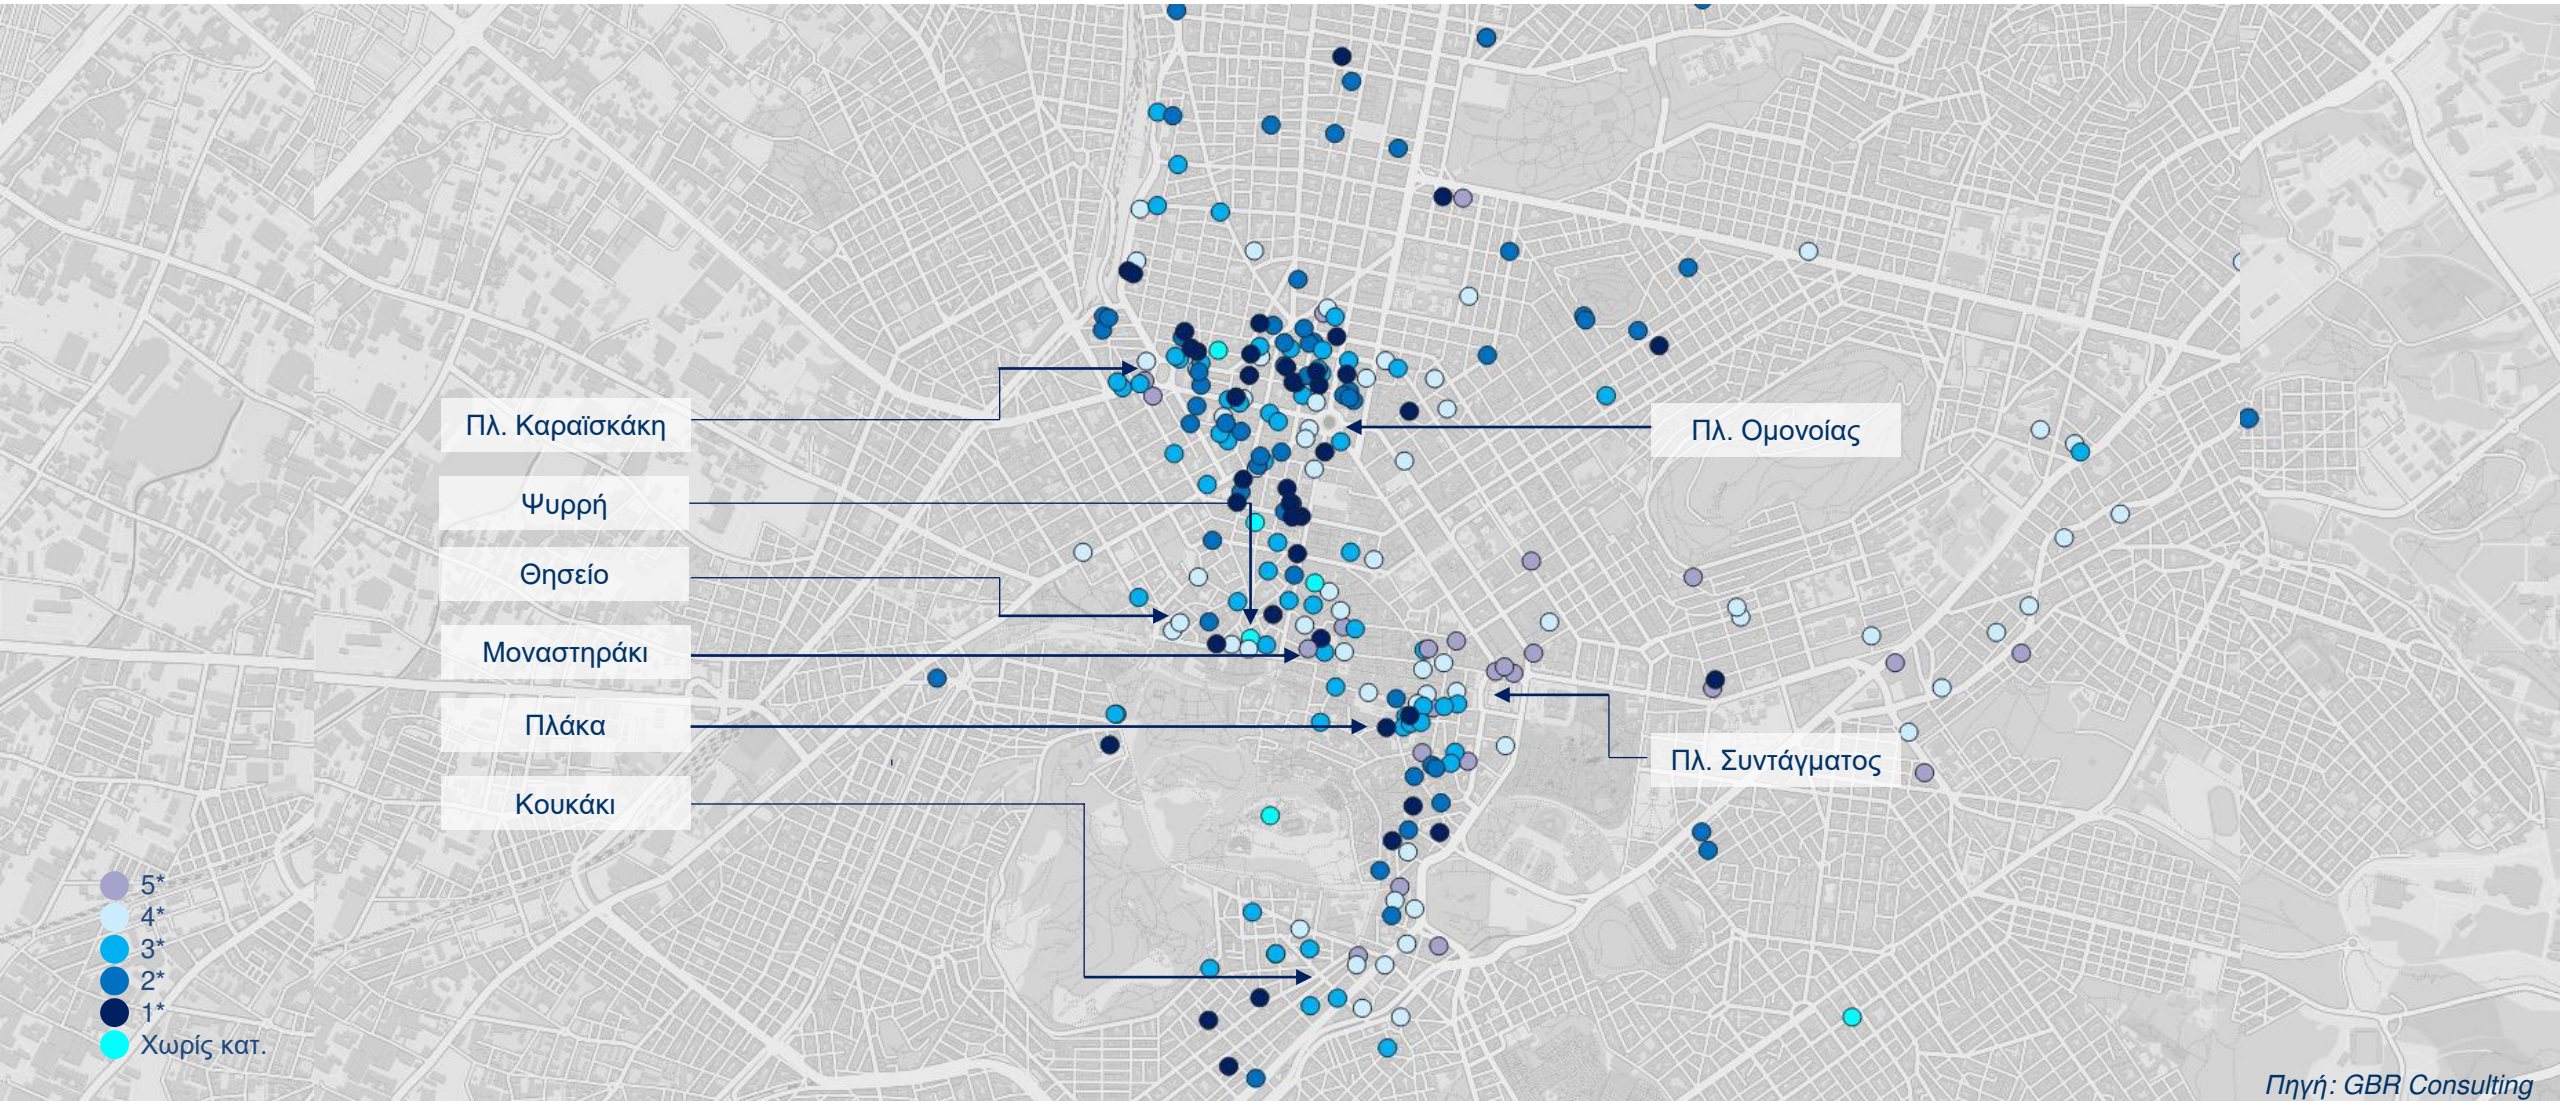 Πλ. Καραϊσκάκη
Ψυρρή
Θησείο
Μοναστηράκι
Πλάκα
Κουκάκι
Πλ. Ομονοίας
Πλ. Συντάγματος
5*
4*
3*
2*
1*
Χωρίς κατ.
Πηγή: GBR Consulting